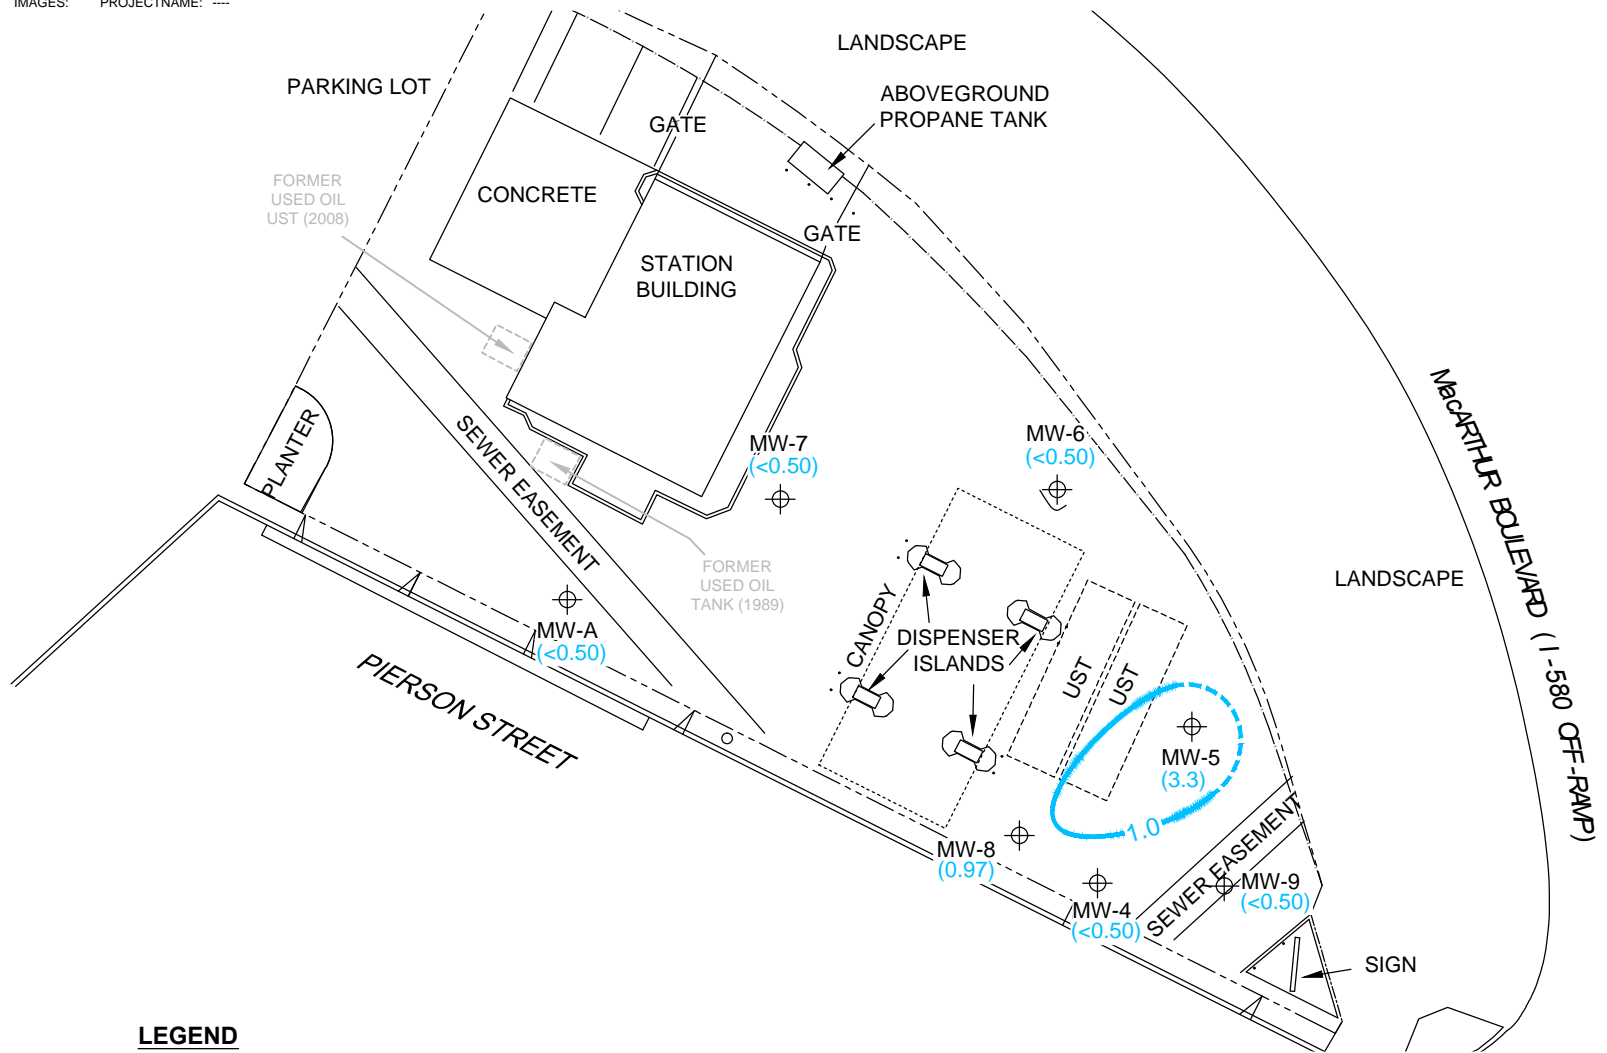 IMAGES: PROJECTNAME: ----
LANDSCAPE
PARKING LOT
ABOVEGROUND
PROPANE TANK
GATE
FORMER
USED OIL
UST (2008)
CONCRETE
GATE
STATION
BUILDING
MacARTHUR BOULEVARD (I-580 OFF-RAMP)
PLANTER
SEWER EASEMENT
MW-7
(<0.50)
MW-6
(<0.50)
FORMER
USED OIL
TANK (1989)
LANDSCAPE
CANOPY
DISPENSER
ISLANDS
MW-A
(<0.50)
UST
UST
PIERSON STREET
MW-5
(3.3)
1.0
MW-8
(0.97)
SEWER EASEMENT
MW-9
(<0.50)
MW-4
(<0.50)
SIGN
LEGEND